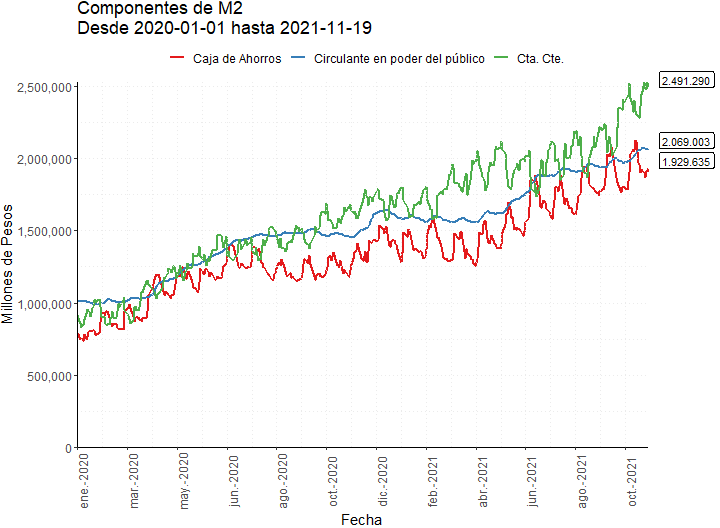 Componentes de M2
Desde 2020-01-01 hasta 2021-11-19
Caja de Ahorros Circulante en poder del público Cta. Cte.
2,500,000
2,000,000
1,500,000
1,000,000
500,000
0
Millones de Pesos
2.491.290
2.069.003
1.929.635
ene.-2020
mar.-2020
may.-2020
jun.-2020
ago.-2020
oct.-2020
dic.-2020
feb.-2021
abr.-2021
jun.-2021
ago.-2021
oct.-2021
Fecha